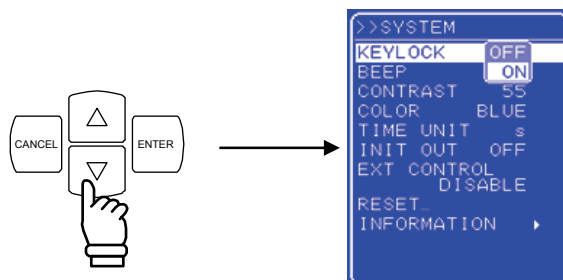 CANCEL
ENTER
>>SYSTEM
KEYLOCK OFF
BEEP ON
CONTRAST 55
COLOR BLUE
TIME UNIT s
INIT OUT OFF
EXT CONTROL
DISABLE
RESET…
INFORMATION